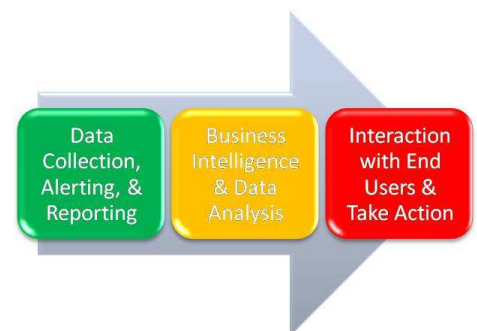 Data
Collection,
Alerting, &
Reporting
Business
Intelligence
& Data
Analysis
Interaction
with End
Users &
Take Action